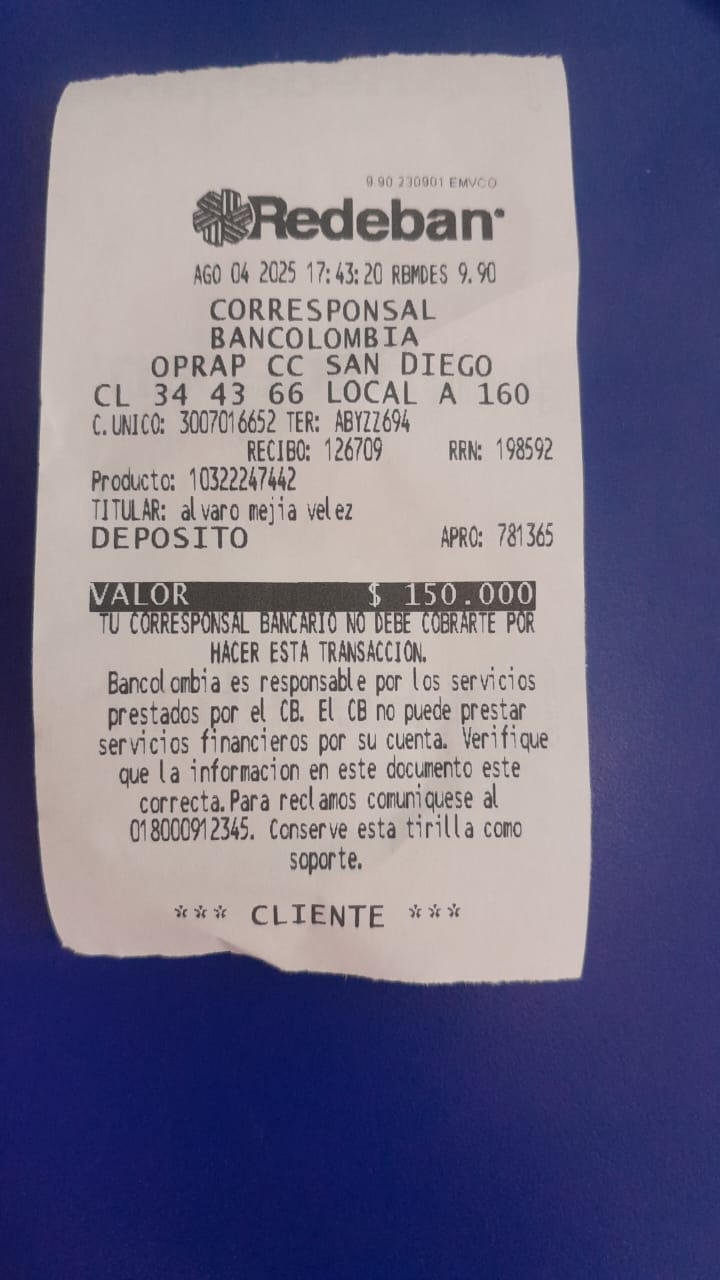 9.90 230901 EMVCO
Redeban
AGO 04 2025 17:43:20 RBMDES 9.90
CORRESPONSAL
BANCOLOMBIA
OPRAP CC SAN DIEGO
CL 34 43 66 LOCAL A 160
C.UNICO: 3007016652 TER: ABYZZ694
RECIBO: 126709 RRN: 198592
Producto: 10322247442
TITULAR: alvaro mejia velez
DEPOSITO APRO: 781365
VALOR $ 150.000
TU CORRESPONSAL BANCARIO NO DEBE COBRARTE POR
HACER ESTA TRANSACCION.
Bancolombia es responsable por los servicios
prestados por el CB. El CB no puede prestar
servicios financieros por su cuenta. Verifique
que la informacion en este documento este
correcta.Para reclamos comuniquese al
018000912345. Conserve esta tirilla como
soporte.
*** CLIENTE ***